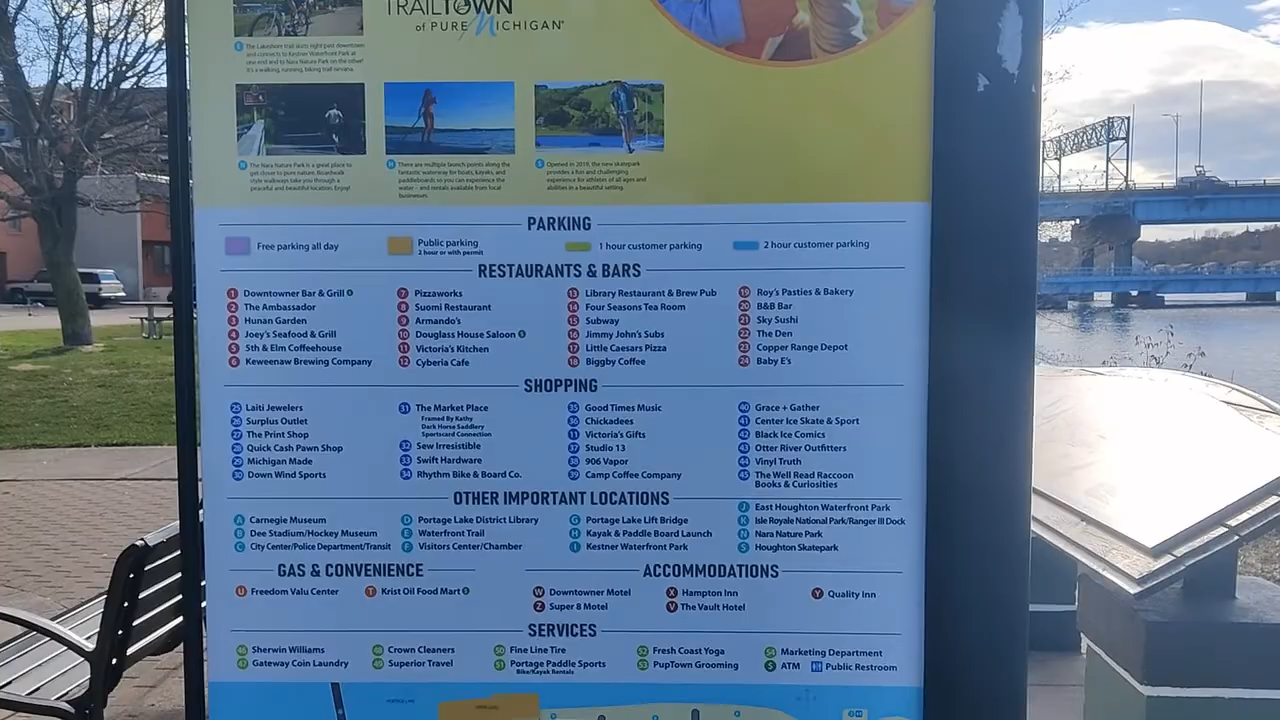 TRAILTOWN
of PURE MICHIGAN
E The Lakeshore trail skirts right past downtown
and connects to Kestner Waterfront Park at
one end and to Nara Nature Park on the other!
It's a walking, running, biking trail nirvana.
N The Nara Nature Park is a great place to
get closer to pure nature. Boardwalk
style walkways take you through a
peaceful and beautiful location. Enjoy!
H There are multiple launch points along the
fantastic waterway for boats, kayaks, and
paddleboards so you can experience the
water – and rentals available from local
businesses.
S Opened in 2019, the new skatepark
provides a fun and challenging
experience for athletes of all ages and
abilities in a beautiful setting.
PARKING
Free parking all day
Public parking
2 hour or with permit
1 hour customer parking
2 hour customer parking
RESTAURANTS & BARS
1 Downtowner Bar & Grill $
2 The Ambassador
3 Hunan Garden
4 Joey's Seafood & Grill
5 5th & Elm Coffeehouse
6 Keweenaw Brewing Company
7 Pizzaworks
8 Suomi Restaurant
9 Armando's
10 Douglass House Saloon $
11 Victoria's Kitchen
12 Cyberia Cafe
13 Library Restaurant & Brew Pub
14 Four Seasons Tea Room
15 Subway
16 Jimmy John's Subs
17 Little Caesars Pizza
18 Biggby Coffee
19 Roy's Pasties & Bakery
20 B&B Bar
21 Sky Sushi
22 The Den
23 Copper Range Depot
24 Baby E's
SHOPPING
25 Laiti Jewelers
26 Surplus Outlet
27 The Print Shop
28 Quick Cash Pawn Shop
29 Michigan Made
30 Down Wind Sports
31 The Market Place
Framed By Kathy
Dark Horse Saddlery
Sportscard Connection
32 Sew Irresistible
33 Swift Hardware
34 Rhythm Bike & Board Co.
35 Good Times Music
36 Chickadees
11 Victoria's Gifts
37 Studio 13
38 906 Vapor
39 Camp Coffee Company
40 Grace + Gather
41 Center Ice Skate & Sport
42 Black Ice Comics
43 Otter River Outfitters
44 Vinyl Truth
45 The Well Read Raccoon
Books & Curiosities
OTHER IMPORTANT LOCATIONS
A Carnegie Museum
B Dee Stadium/Hockey Museum
C City Center/Police Department/Transit
D Portage Lake District Library
E Waterfront Trail
F Visitors Center/Chamber
G Portage Lake Lift Bridge
H Kayak & Paddle Board Launch
I Kestner Waterfront Park
J East Houghton Waterfront Park
K Isle Royale National Park/Ranger III Dock
N Nara Nature Park
S Houghton Skatepark
GAS & CONVENIENCE
U Freedom Valu Center
T Krist Oil Food Mart $
ACCOMMODATIONS
W Downtowner Motel
Z Super 8 Motel
X Hampton Inn
V The Vault Hotel
Y Quality Inn
SERVICES
46 Sherwin Williams
47 Gateway Coin Laundry
48 Crown Cleaners
49 Superior Travel
50 Fine Line Tire
51 Portage Paddle Sports
Bike/Kayak Rentals
52 Fresh Coast Yoga
53 PupTown Grooming
54 Marketing Department
$ ATM
Public Restroom
PORTAGE LAKE